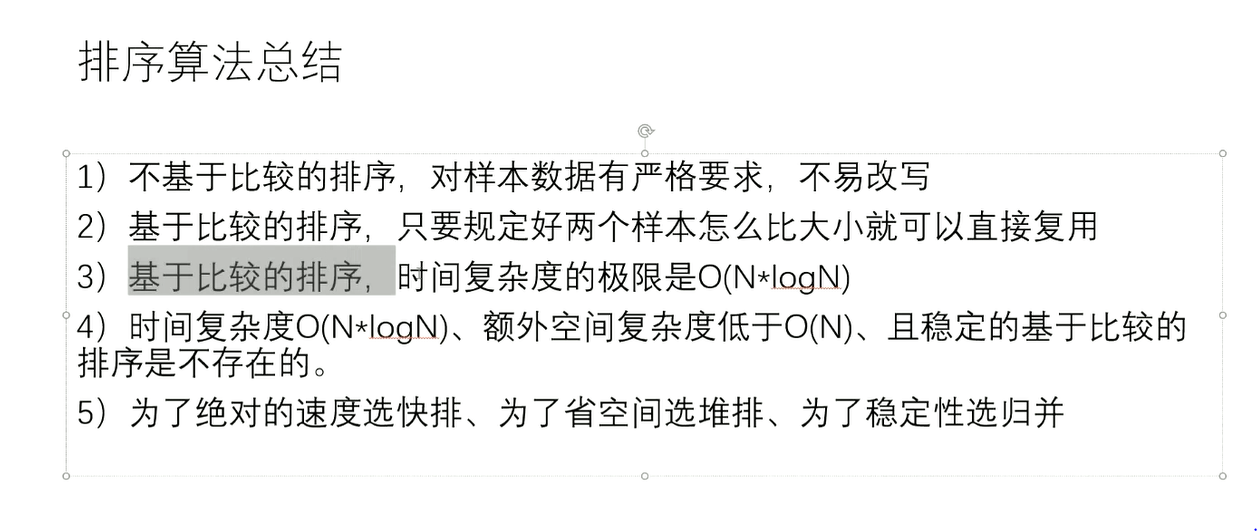 排序算法总结
1）不基于比较的排序，对样本数据有严格要求，不易改写
2）基于比较的排序，只要规定好两个样本怎么比大小就可以直接复用
3）基于比较的排序，时间复杂度的极限是O(N*logN)
4）时间复杂度O(N*logN)、额外空间复杂度低于O(N)、且稳定的基于比较的
排序是不存在的。
5）为了绝对的速度选快排、为了省空间选堆排、为了稳定性选归并